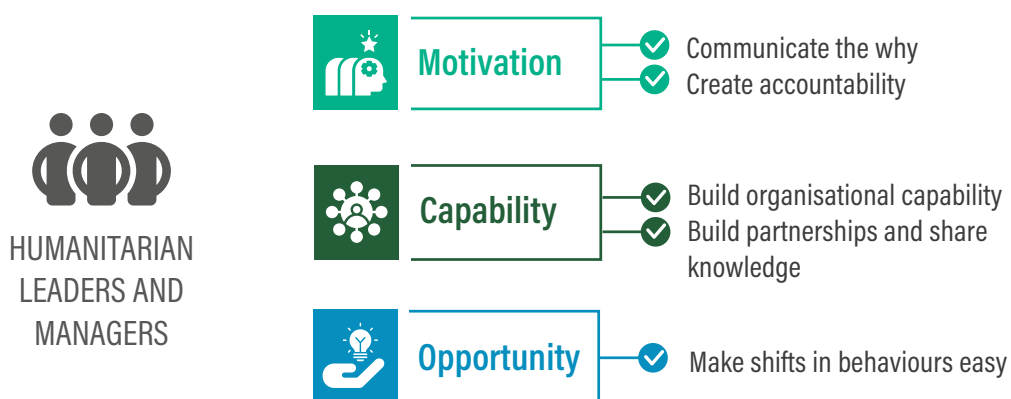 HUMANITARIAN
LEADERS AND
MANAGERS
Motivation
Communicate the why
Create accountability
Capability
Build organisational capability
Build partnerships and share
knowledge
Opportunity
Make shifts in behaviours easy